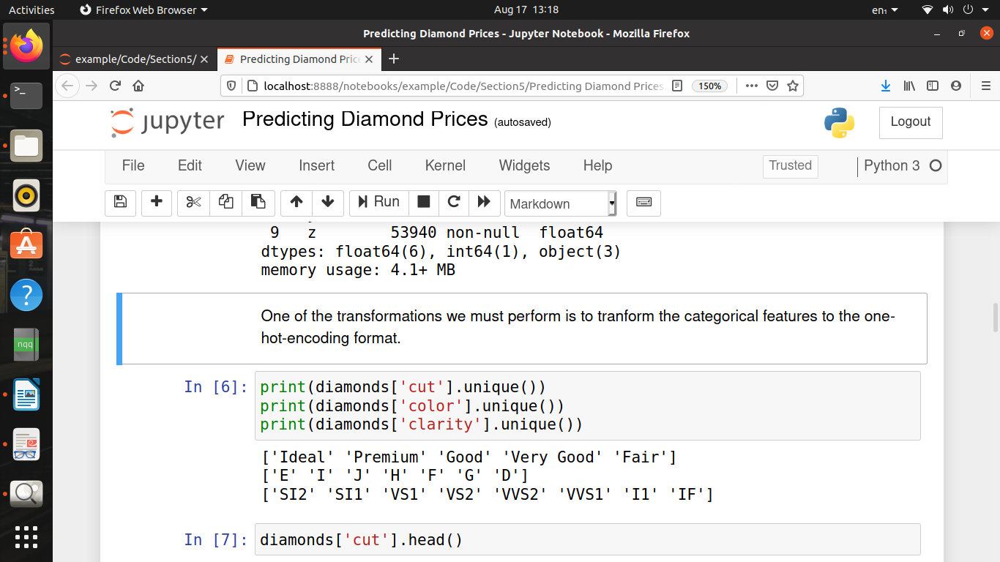 Activities Firefox Web Browser Aug 17 13:18 en₁
Predicting Diamond Prices - Jupyter Notebook - Mozilla Firefox
example/Code/Section5/ Predicting Diamond Pric
localhost:8888/notebooks/example/Code/Section5/Predicting Diamond Prices 150%
jupyter Predicting Diamond Prices (autosaved) Logout
File Edit View Insert Cell Kernel Widgets Help Trusted Python 3
Run Markdown
9 z 53940 non-null float64
dtypes: float64(6), int64(1), object(3)
memory usage: 4.1+ MB
One of the transformations we must perform is to tranform the categorical features to the one-
hot-encoding format.
In [6]: print(diamonds['cut'].unique())
print(diamonds['color'].unique())
print(diamonds['clarity'].unique())
['Ideal' 'Premium' 'Good' 'Very Good' 'Fair']
['E' 'I' 'J' 'H' 'F' 'G' 'D']
['SI2' 'SI1' 'VS1' 'VS2' 'VVS2' 'VVS1' 'I1' 'IF']
In [7]: diamonds['cut'].head()
>_
nqq